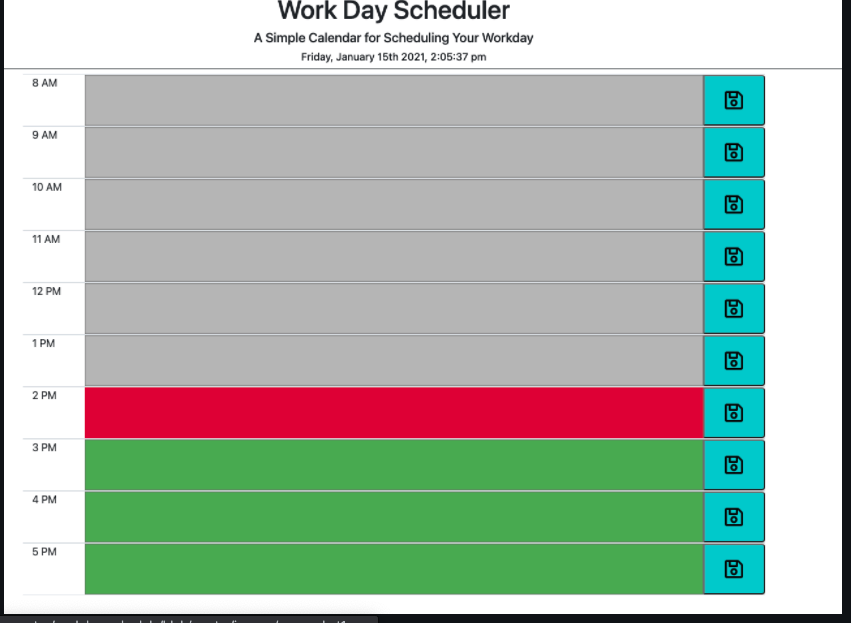 Work Day Scheduler
A Simple Calendar for Scheduling Your Workday
Friday, January 15th 2021, 2:05:37 pm
8 AM
9 AM
10 AM
11 AM
12 PM
1 PM
2 PM
3 PM
4 PM
5 PM